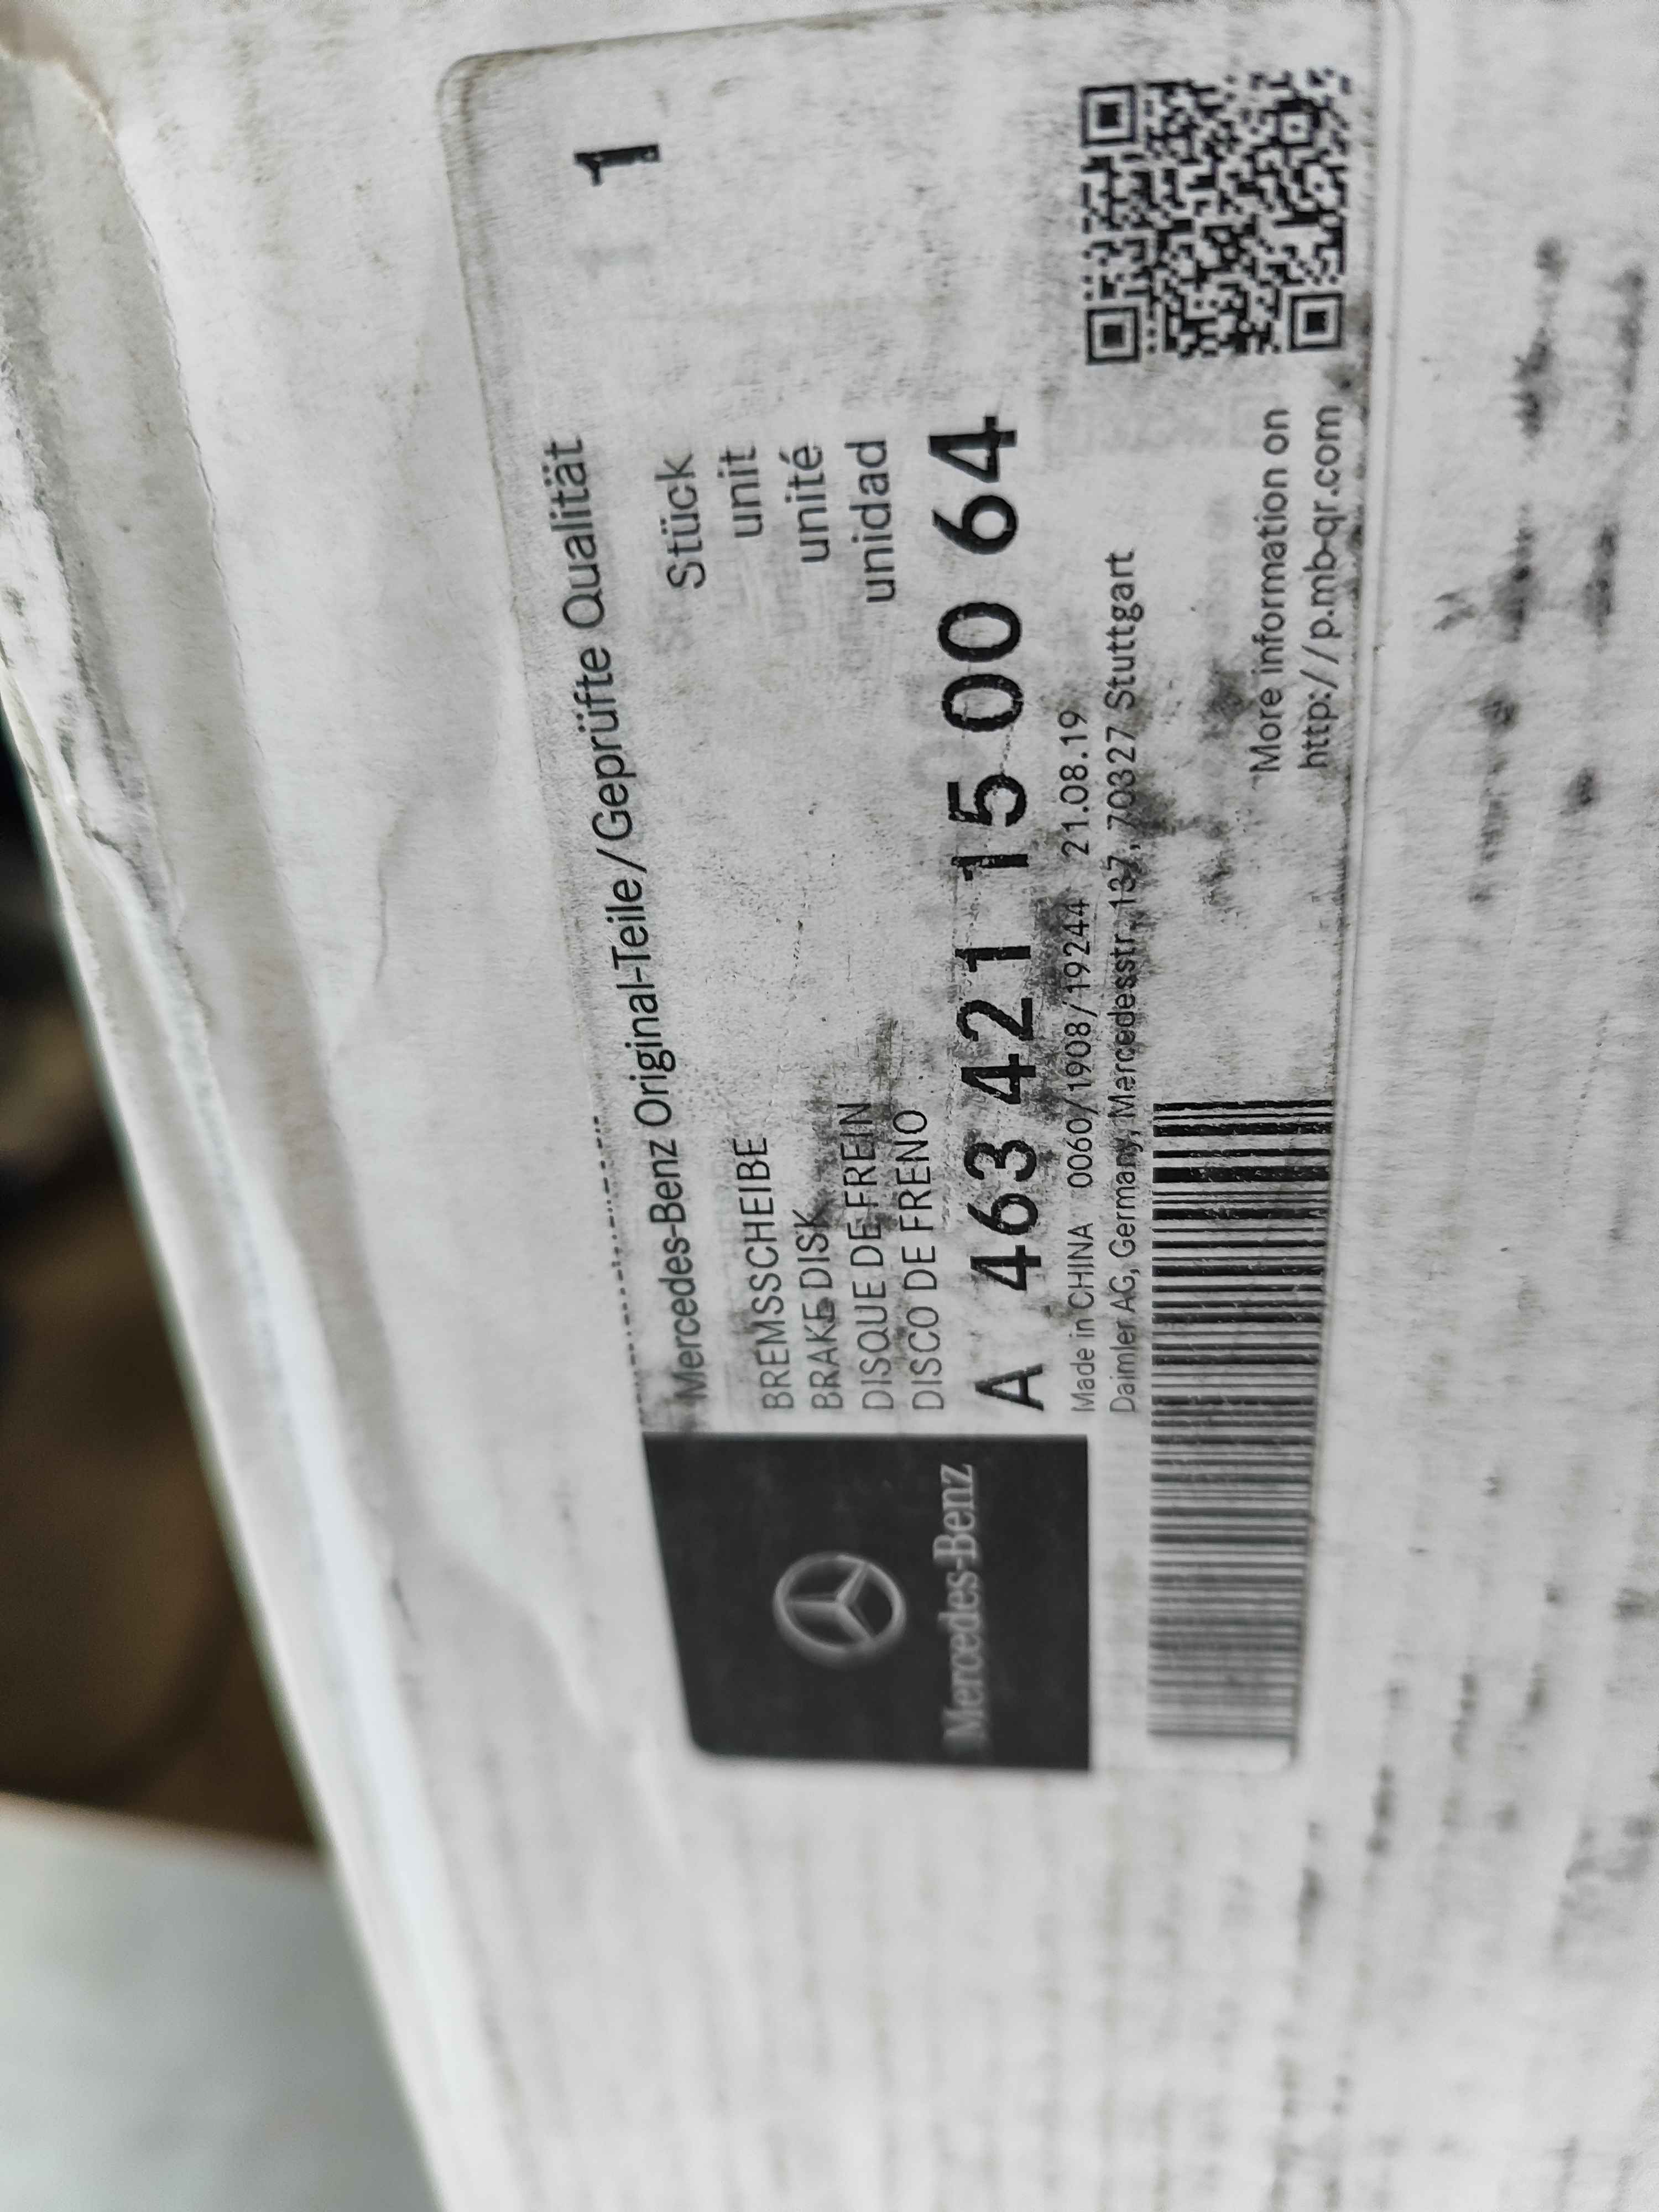 Mercedes-Benz Original-Teile/Geprüfte Qualität
1
BREMSSCHEIBE
BRAKE DISK
DISQUE DE FREIN
DISCO DE FRENO
Stück
unit
unité
unidad
A 463 421 15 00 64
Made in CHINA 0060/1908/19244 21.08.19
Daimler AG, Germany, Mercedesstr. 137, 70327 Stuttgart
More information on
http://p.mb-qr.com
Mercedes-Benz